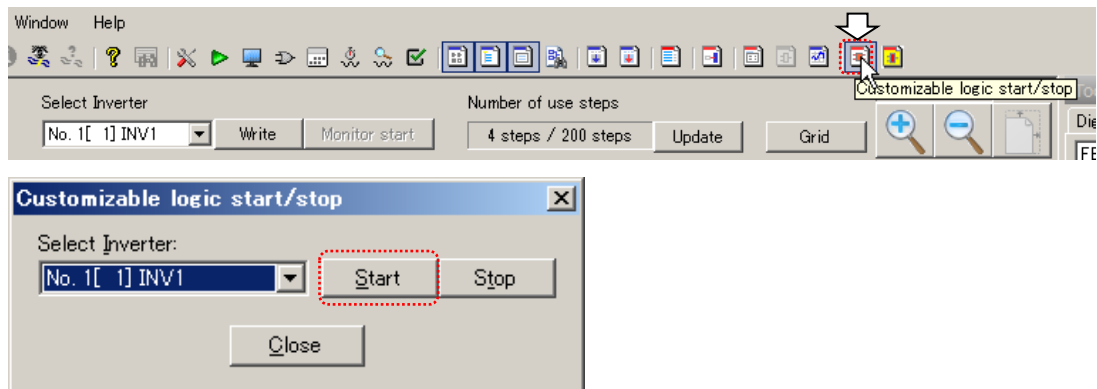 Window Help
Customizable logic start/stop
Select Inverter
Number of use steps
No. 1[ 1] INV1
Write
Monitor start
4 steps / 200 steps
Update
Grid
Customizable logic start/stop
Select Inverter:
No. 1[ 1] INV1
Start
Stop
Close